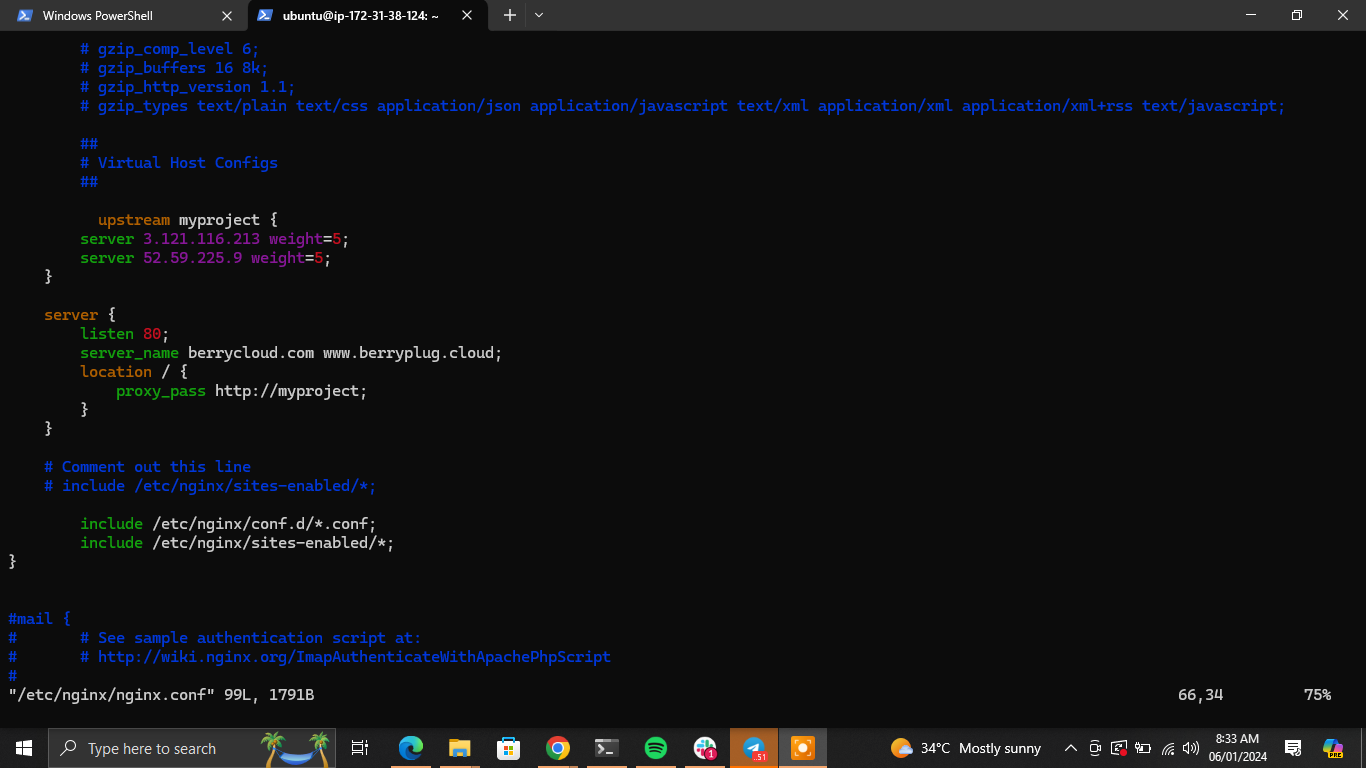 Windows PowerShell
ubuntu@ip-172-31-38-124: ~
# gzip_comp_level 6;
# gzip_buffers 16 8k;
# gzip_http_version 1.1;
# gzip_types text/plain text/css application/json application/javascript text/xml application/xml application/xml+rss text/javascript;
##
# Virtual Host Configs
##
upstream myproject {
server 3.121.116.213 weight=5;
server 52.59.225.9 weight=5;
}
server {
listen 80;
server_name berrycloud.com www.berryplug.cloud;
location / {
proxy_pass http://myproject;
}
}
# Comment out this line
# include /etc/nginx/sites-enabled/*;
include /etc/nginx/conf.d/*.conf;
include /etc/nginx/sites-enabled/*;
}
#mail {
# # See sample authentication script at:
# # http://wiki.nginx.org/ImapAuthenticateWithApachePhpScript
#
"/etc/nginx/nginx.conf" 99L, 1791B 66,34 75%
Type here to search
1
51
34°C Mostly sunny
8:33 AM
06/01/2024
PRE